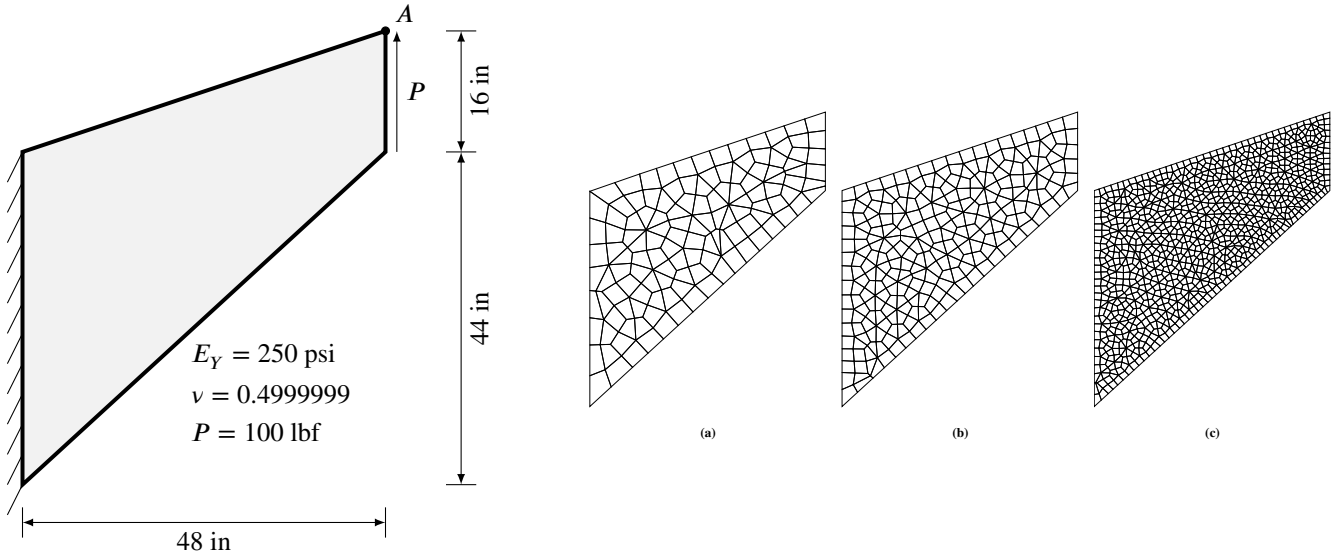 A
P
16 in
44 in
E_Y = 250 psi
ν = 0.4999999
P = 100 lbf
48 in
(a)
(b)
(c)